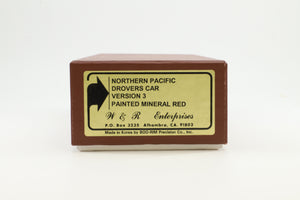 NORTHERN PACIFIC
DROVERS CAR
VERSION 3
PAINTED MINERAL RED
W & R Enterprises
P.O. Box 3235 Alhambra, CA 91803
Made in Korea by BOO-RIM Precision Co., Inc.